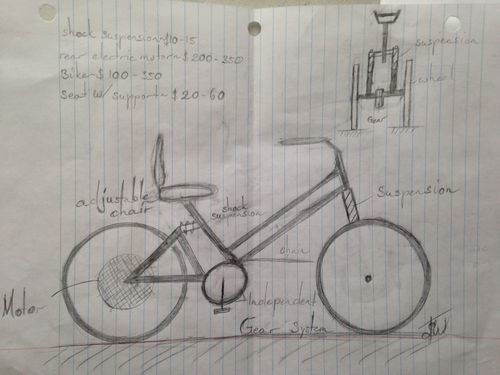 shock suspension~$10-15
rear electric motor~$200-350
Bike~$100-350
Seat w/ support~$20-60
suspension
wheel
Gear
adjustable
chair
shock
suspension
Suspension
chain
Motor
Independent
Gear System